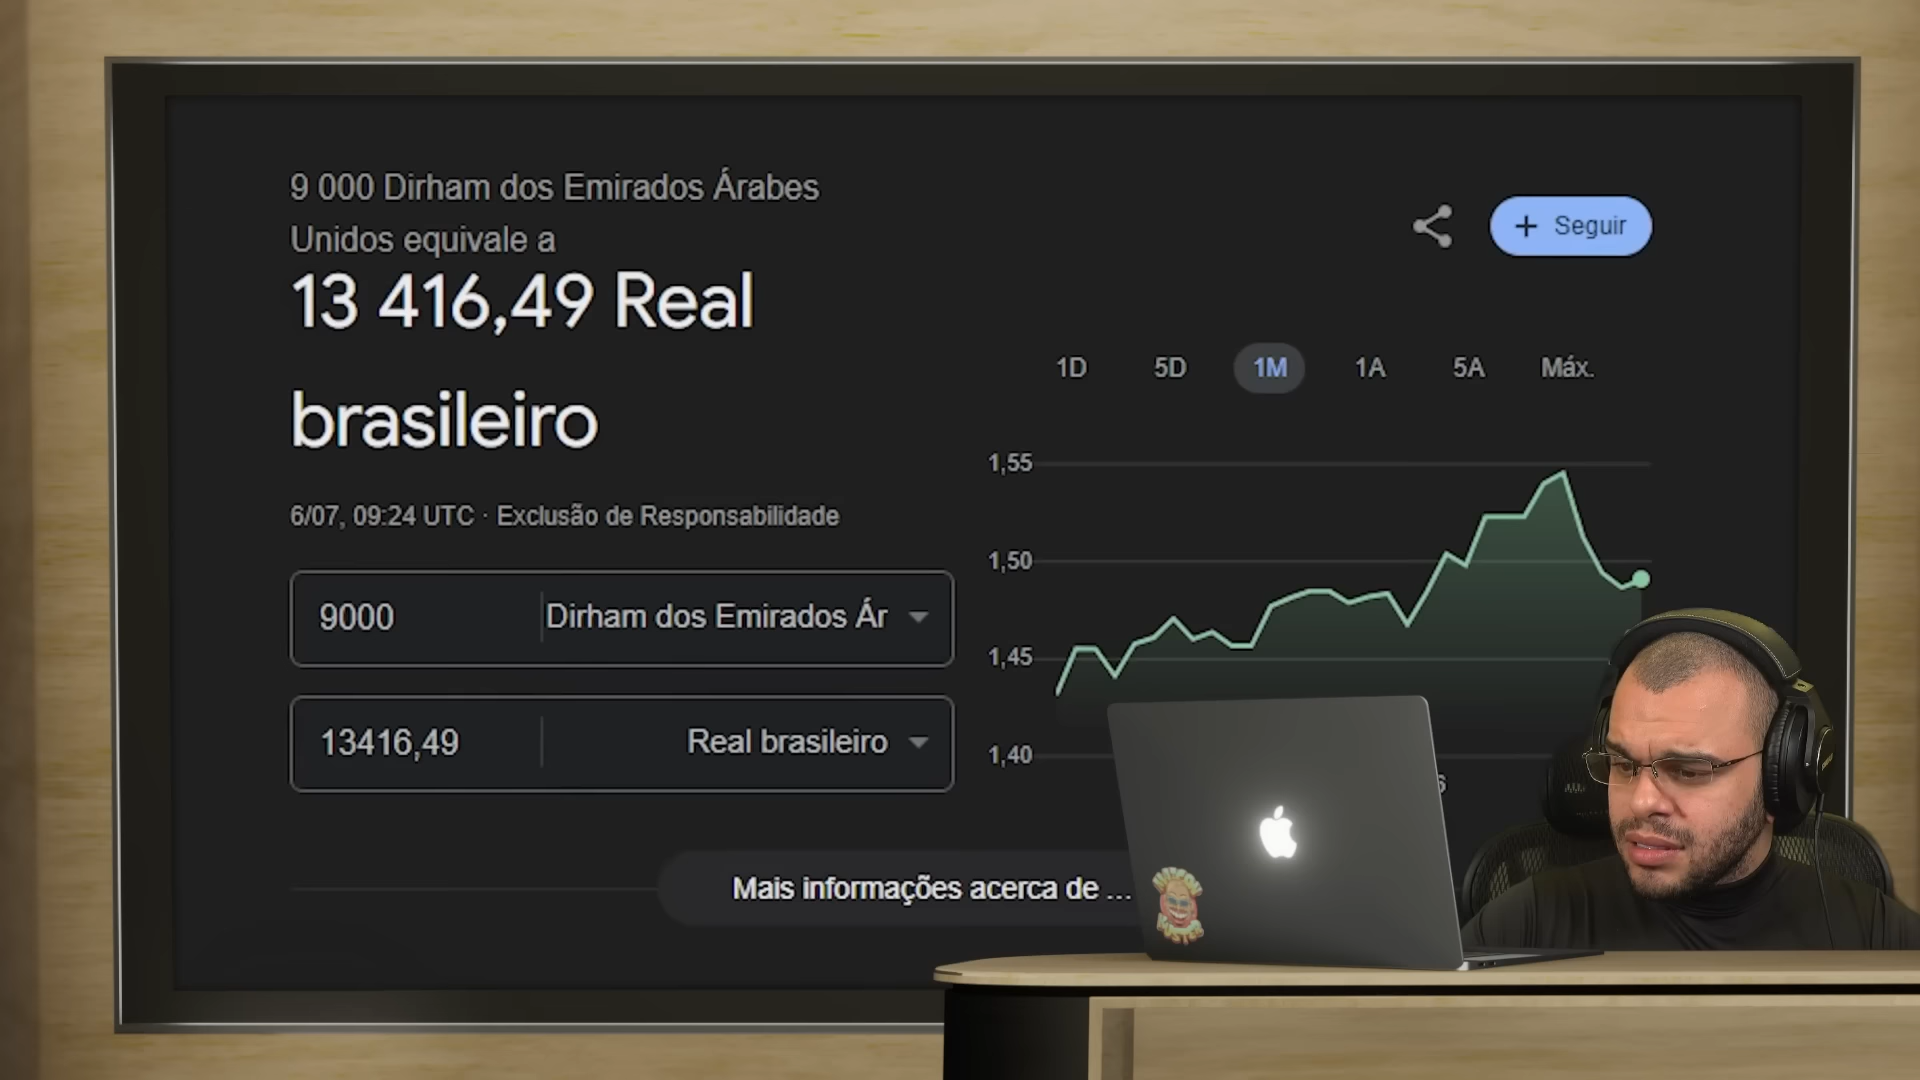 9 000 Dirham dos Emirados Árabes
Unidos equivale a
13 416,49 Real
brasileiro
6/07, 09:24 UTC · Exclusão de Responsabilidade
9000 Dirham dos Emirados Ár
13416,49 Real brasileiro
Mais informações acerca de ...
+ Seguir
1D 5D 1M 1A 5A Máx.
1,55
1,50
1,45
1,40